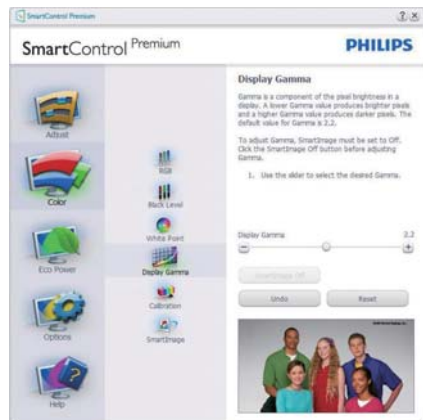 SmartControl Premium
SmartControl Premium
PHILIPS
Adjust
Color
Eco Power
Options
Help
RGB
Black Level
White Point
Display Gamma
Calibration
SmartImage
Display Gamma
Gamma is a component of the pixel brightness in a
display. A lower Gamma value produces brighter pixels
and a higher Gamma value produces darker pixels. The
default value for Gamma is 2.2.
To adjust Gamma, SmartImage must be set to Off.
Click the SmartImage Off button before adjusting
Gamma.
1. Use the slider to select the desired Gamma.
Display Gamma 2.2
SmartImage Off
Undo
Reset